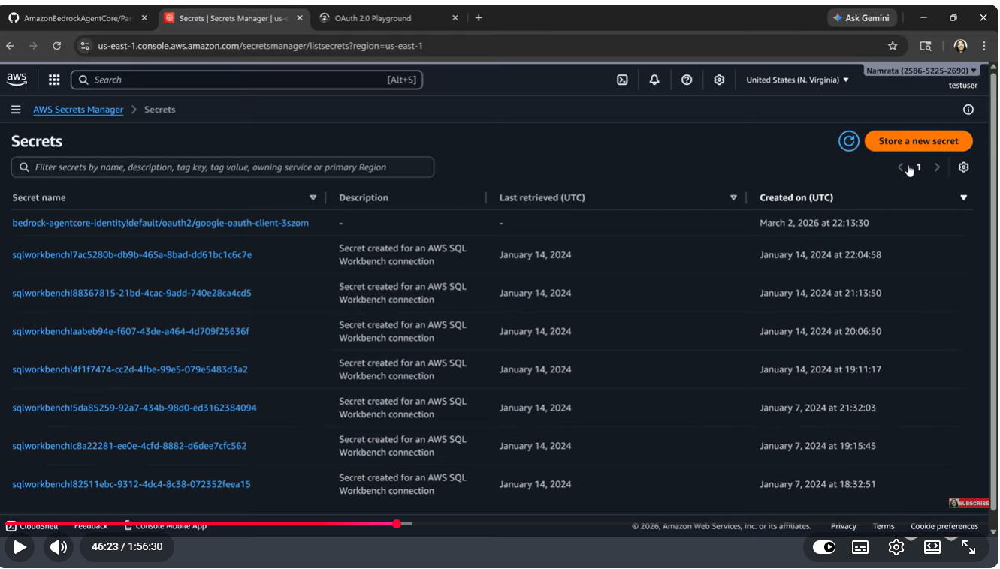 AmazonBedrockAgentCore/Par
Secrets | Secrets Manager | us-e
OAuth 2.0 Playground
Ask Gemini
us-east-1.console.aws.amazon.com/secretsmanager/listsecrets?region=us-east-1
aws
Search
[Alt+S]
United States (N. Virginia)
Namrata (2586-5225-2690)
testuser
AWS Secrets Manager
Secrets
Secrets
Store a new secret
Filter secrets by name, description, tag key, tag value, owning service or primary Region
1
Secret name Description Last retrieved (UTC) Created on (UTC)
bedrock-agentcore-identity!default/oauth2/google-oauth-client-3szom - - March 2, 2026 at 22:13:30
sqlworkbench!7ac5280b-db9b-465a-8bad-dd61bc1c6c7e Secret created for an AWS SQL January 14, 2024 January 14, 2024 at 22:04:58
Workbench connection
sqlworkbench!88367815-21bd-4cac-9add-740e28ca4cd5 Secret created for an AWS SQL January 14, 2024 January 14, 2024 at 21:13:50
Workbench connection
sqlworkbench!aabeb94e-f607-43de-a464-4d709f25636f Secret created for an AWS SQL January 14, 2024 January 14, 2024 at 20:06:50
Workbench connection
sqlworkbench!4f1f7474-cc2d-4fbe-99e5-079e5483d3a2 Secret created for an AWS SQL January 14, 2024 January 14, 2024 at 19:11:17
Workbench connection
sqlworkbench!5da85259-92a7-434b-98d0-ed3162384094 Secret created for an AWS SQL January 14, 2024 January 7, 2024 at 21:32:03
Workbench connection
sqlworkbench!c8a22281-ee0e-4cfd-8882-d6dee7cfc562 Secret created for an AWS SQL January 14, 2024 January 7, 2024 at 19:15:45
Workbench connection
sqlworkbench!82511ebc-9312-4dc4-8c38-072352feea15 Secret created for an AWS SQL January 14, 2024 January 7, 2024 at 18:32:51
Workbench connection
SUBSCRIBE
CloudShell Feedback Console Mobile App © 2026, Amazon Web Services, Inc. or its affiliates. Privacy Terms Cookie preferences
46:23 / 1:56:30